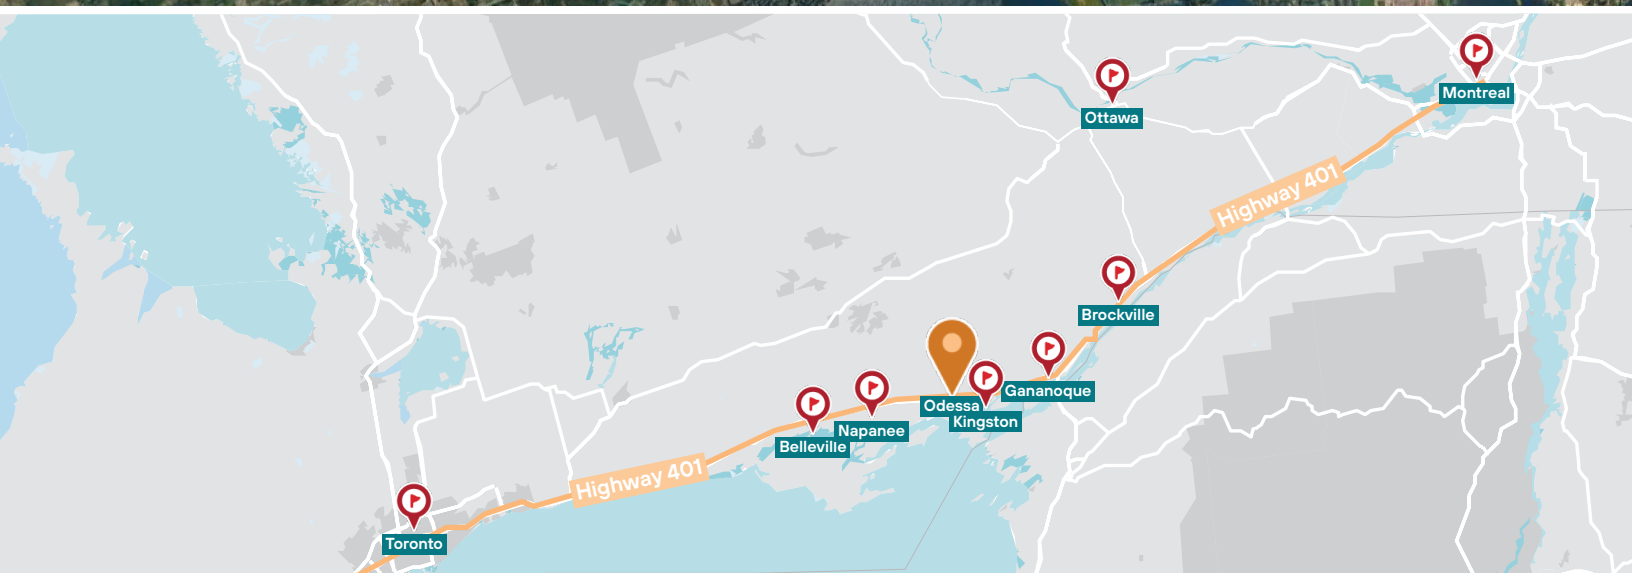 Montreal
Ottawa
Highway 401
Brockville
Gananoque
Odessa
Kingston
Napanee
Belleville
Highway 401
Toronto